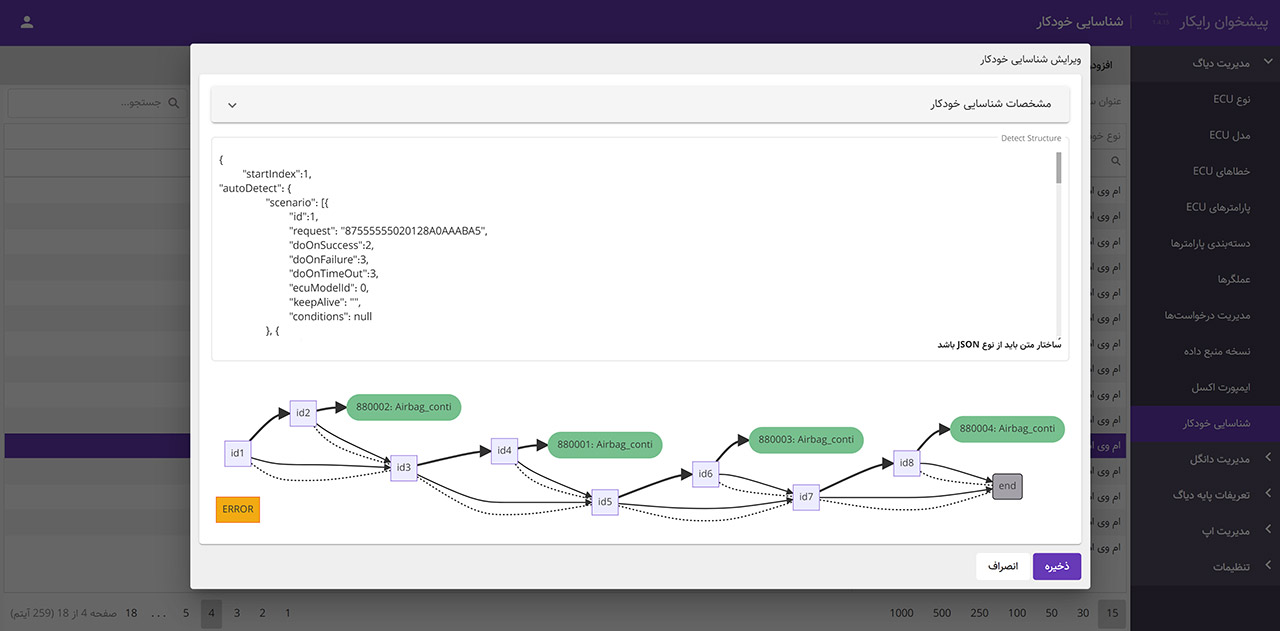 پیشخوان رایکار
شناسایی خودکار
مدیریت دیاگ
نوع ECU
مدل ECU
خطاهای ECU
پارامترهای ECU
دسته‌بندی پارامترها
عملگرها
مدیریت درخواست‌ها
نسخه منبع داده
ایمپورت اکسل
شناسایی خودکار
مدیریت دانگل
تعریفات پایه دیاگ
مدیریت اپ
تنظیمات
جستجو...
ویرایش شناسایی خودکار
مشخصات شناسایی خودکار
Detect Structure
{
"startIndex":1,
"autoDetect": {
"scenario": [{
"id":1,
"request": "87555555020128A0AAABA5",
"doOnSuccess":2,
"doOnFailure":3,
"doOnTimeOut":3,
"ecuModelId": 0,
"keepAlive": "",
"conditions": null
}, {
ساختار متن باید از نوع JSON باشد
id1
id2
880002: Airbag_conti
id3
id4
880001: Airbag_conti
id5
id6
880003: Airbag_conti
id7
id8
880004: Airbag_conti
end
ERROR
ذخیره
انصراف
صفحه 4 از 18 (259 آیتم)
18 ... 5 4 3 2 1
1000 500 250 100 50 30 15